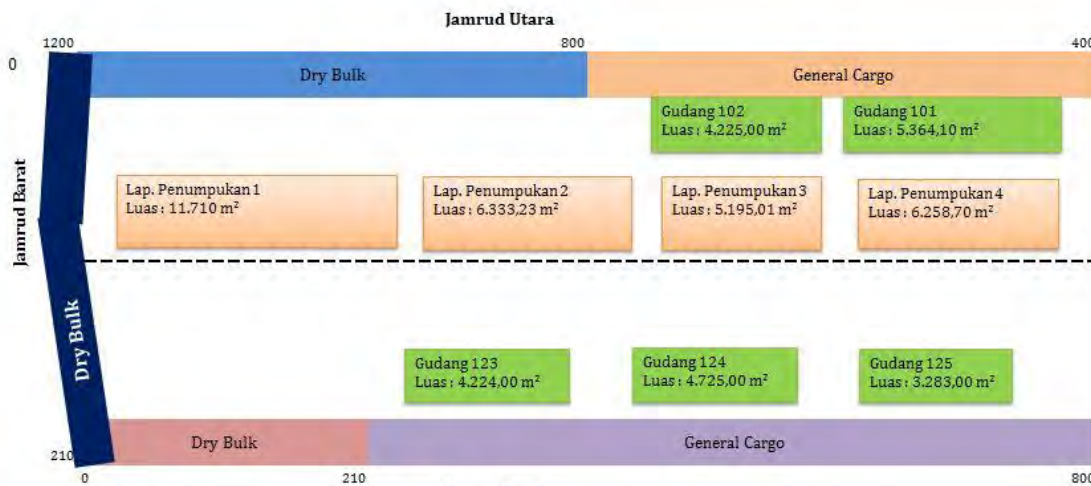 Jamrud Utara
1200
800
400
0
Dry Bulk
General Cargo
Gudang 102
Luas : 4.225,00 m²
Gudang 101
Luas : 5.364,10 m²
Jamrud Barat
Lap. Penumpukan 1
Luas : 11.710 m²
Lap. Penumpukan 2
Luas : 6.333,23 m²
Lap. Penumpukan 3
Luas : 5.195,01 m²
Lap. Penumpukan 4
Luas : 6.258,70 m²
Dry Bulk
Gudang 123
Luas : 4.224,00 m²
Gudang 124
Luas : 4.725,00 m²
Gudang 125
Luas : 3.283,00 m²
Dry Bulk
General Cargo
210
0
210
800